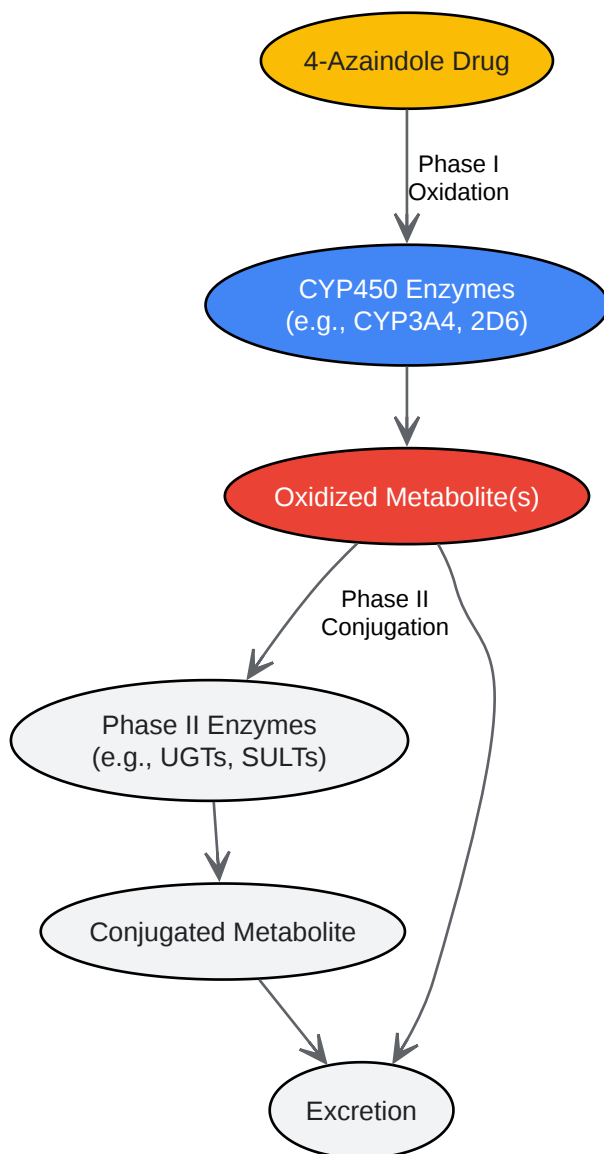 4-Azaindole Drug
Phase I
Oxidation
CYP450 Enzymes
(e.g., CYP3A4, 2D6)
Oxidized Metabolite(s)
Phase II
Conjugation
Phase II Enzymes
(e.g., UGTs, SULTs)
Conjugated Metabolite
Excretion